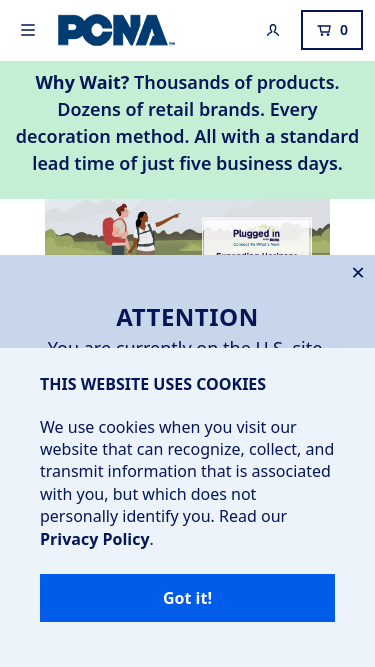 PCNA
0
Why Wait? Thousands of products.
Dozens of retail brands. Every
decoration method. All with a standard
lead time of just five business days.
Plugged in
Connect To What's Next
ATTENTION
You are currently on the U.S. site.
THIS WEBSITE USES COOKIES
We use cookies when you visit our
website that can recognize, collect, and
transmit information that is associated
with you, but which does not
personally identify you. Read our
Privacy Policy.
Got it!